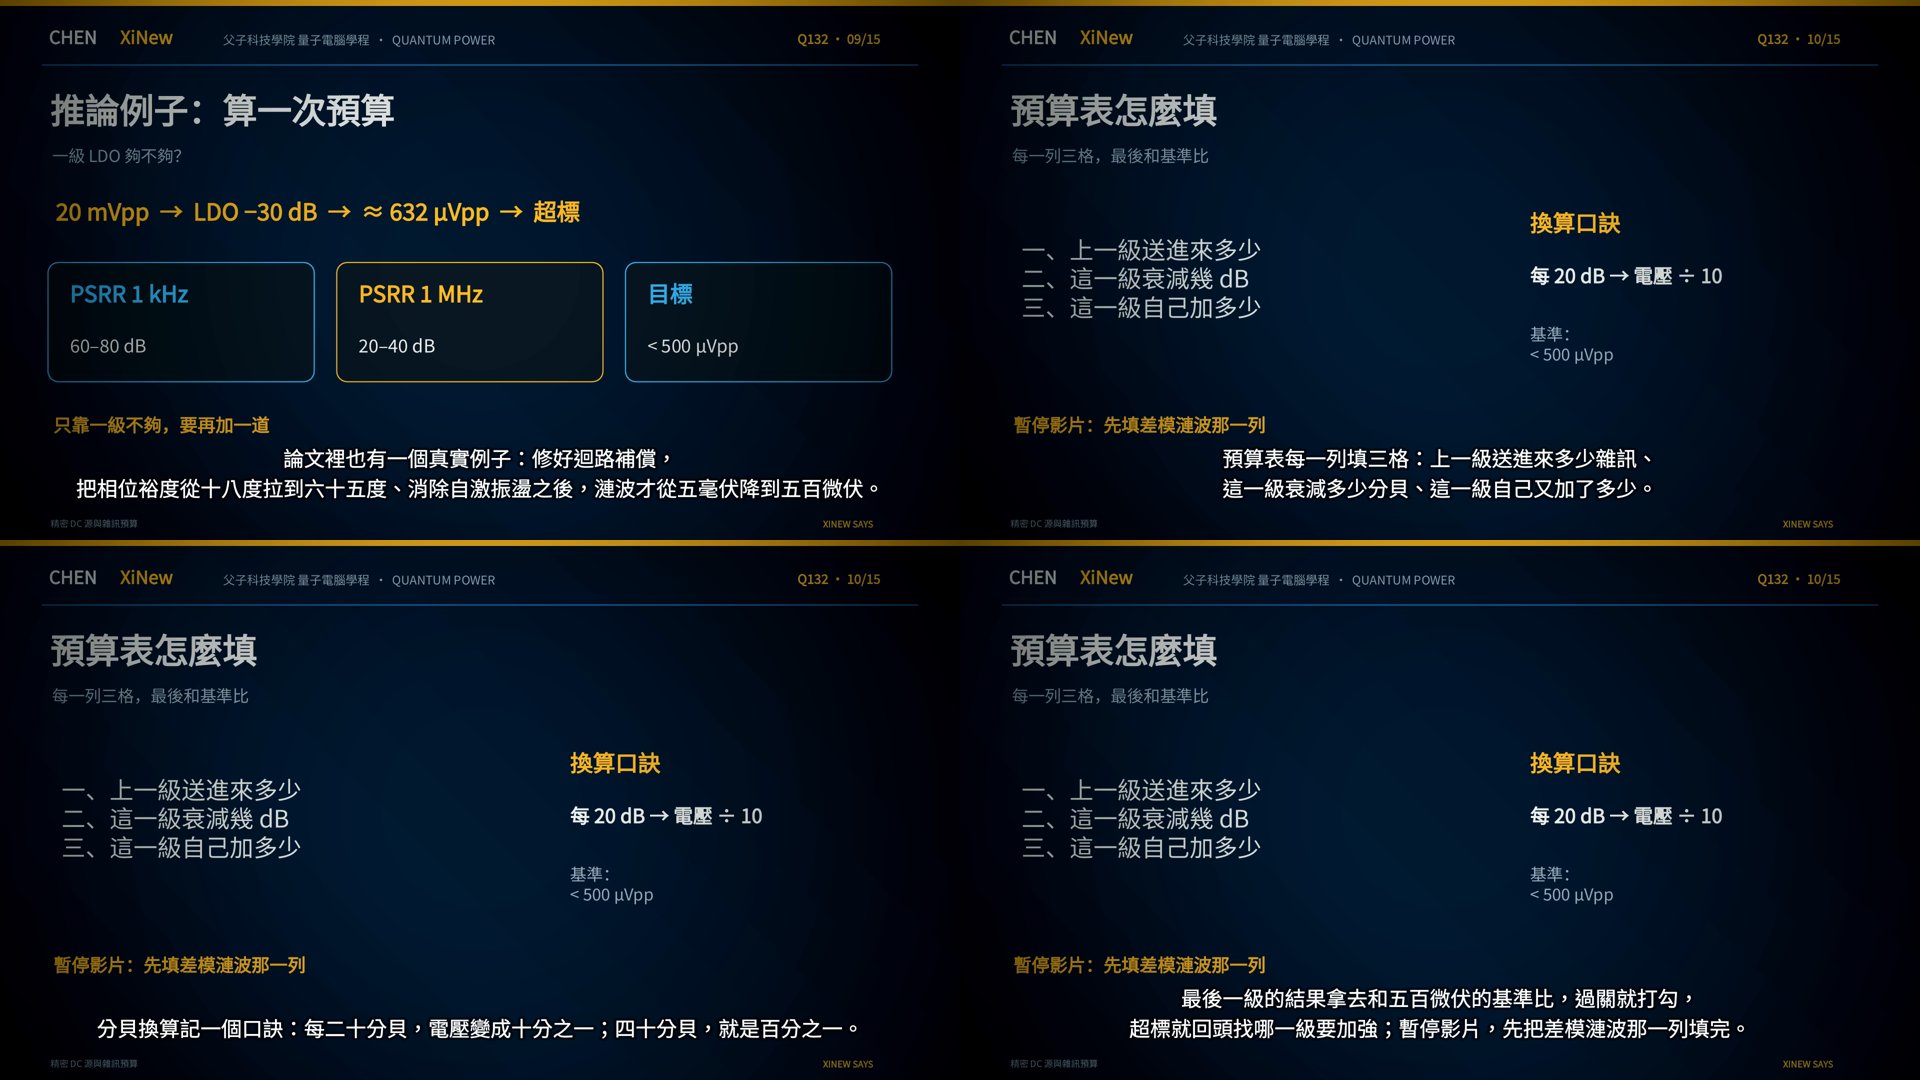 CHEN XiNew 父子科技學院 量子電腦學程 · QUANTUM POWER Q132 · 09/15
推論例子：算一次預算
一級 LDO 夠不夠？
20 mVpp → LDO −30 dB → ≈ 632 µVpp → 超標
PSRR 1 kHz PSRR 1 MHz 目標
60–80 dB 20–40 dB < 500 µVpp
只靠一級不夠，要再加一道
論文裡也有一個真實例子：修好迴路補償，
把相位裕度從十八度拉到六十五度、消除自激振盪之後，漣波才從五毫伏降到五百微伏。
精密 DC 源與雜訊預算 XINEW SAYS
CHEN XiNew 父子科技學院 量子電腦學程 · QUANTUM POWER Q132 · 10/15
預算表怎麼填
每一列三格，最後和基準比
一、上一級送進來多少
二、這一級衰減幾 dB
三、這一級自己加多少
換算口訣
每 20 dB → 電壓 ÷ 10
基準：
< 500 µVpp
暫停影片：先填差模漣波那一列
預算表每一列填三格：上一級送進來多少雜訊、
這一級衰減多少分貝、這一級自己又加了多少。
精密 DC 源與雜訊預算 XINEW SAYS
CHEN XiNew 父子科技學院 量子電腦學程 · QUANTUM POWER Q132 · 10/15
預算表怎麼填
每一列三格，最後和基準比
一、上一級送進來多少
二、這一級衰減幾 dB
三、這一級自己加多少
換算口訣
每 20 dB → 電壓 ÷ 10
基準：
< 500 µVpp
暫停影片：先填差模漣波那一列
分貝換算記一個口訣：每二十分貝，電壓變成十分之一；四十分貝，就是百分之一。
精密 DC 源與雜訊預算 XINEW SAYS
CHEN XiNew 父子科技學院 量子電腦學程 · QUANTUM POWER Q132 · 10/15
預算表怎麼填
每一列三格，最後和基準比
一、上一級送進來多少
二、這一級衰減幾 dB
三、這一級自己加多少
換算口訣
每 20 dB → 電壓 ÷ 10
基準：
< 500 µVpp
暫停影片：先填差模漣波那一列
最後一級的結果拿去和五百微伏的基準比，過關就打勾，
超標就回頭找哪一級要加強；暫停影片，先把差模漣波那一列填完。
精密 DC 源與雜訊預算 XINEW SAYS